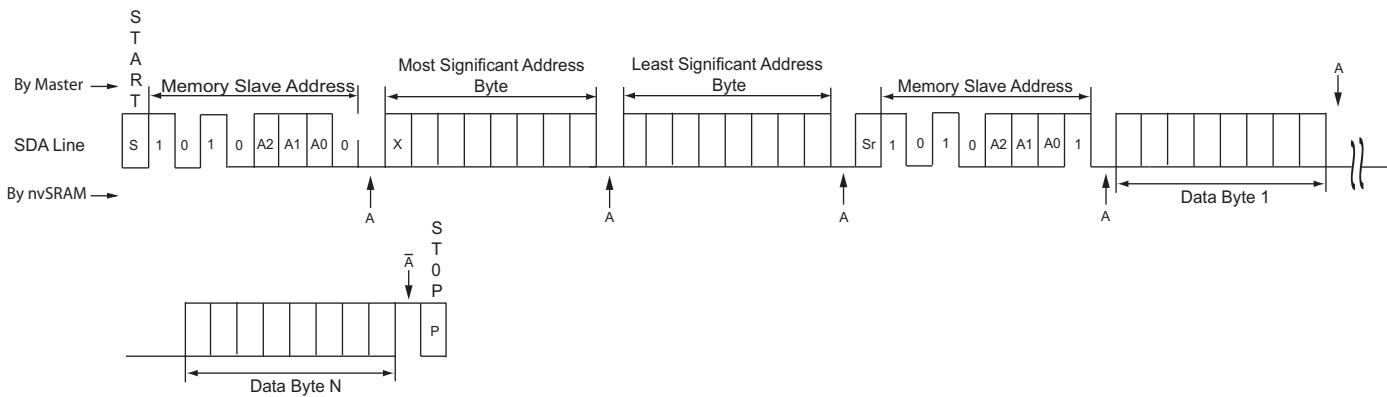 START
By Master
Memory Slave Address
Most Significant Address Byte
Least Significant Address Byte
Memory Slave Address
A
SDA Line
S 1 0 1 0 A2 A1 A0 0 X Sr 1 0 1 0 A2 A1 A0 1
By nvSRAM
A
A
A
A
Data Byte 1
ST0P
A̅
P
Data Byte N